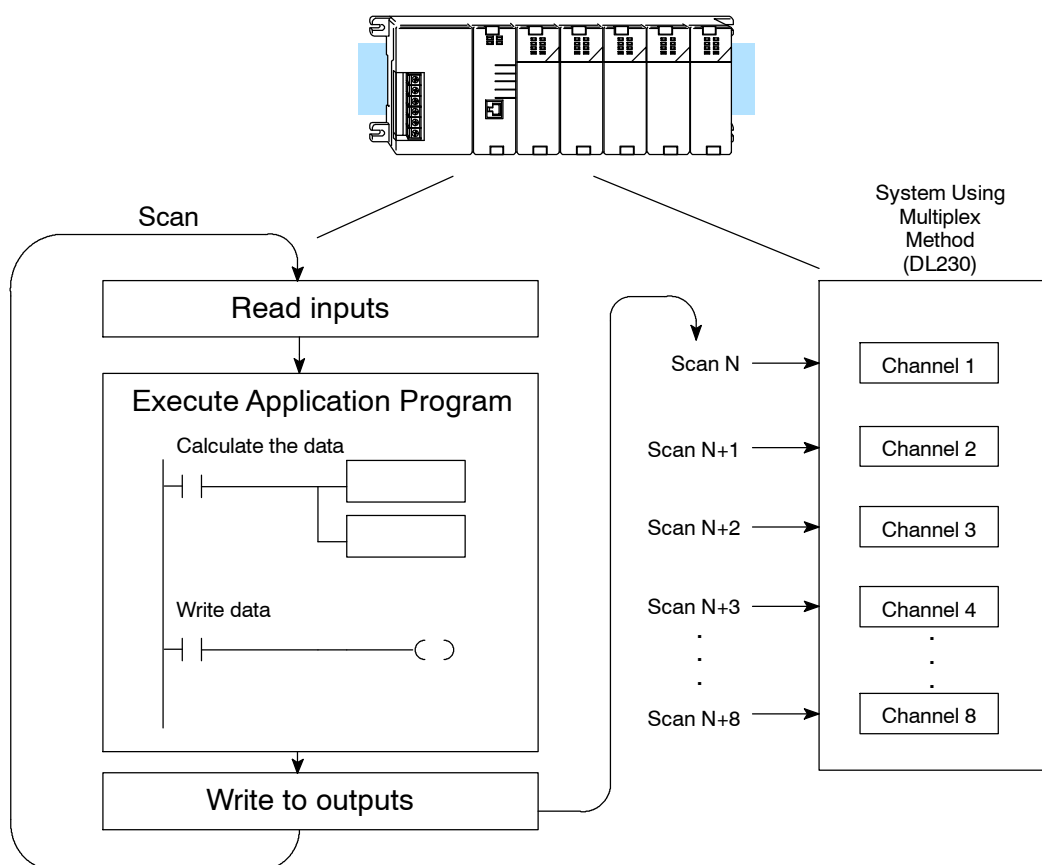 System Using
Multiplex
Method
(DL230)
Scan
Read inputs
Execute Application Program
Calculate the data
Write data
Write to outputs
Scan N
Channel 1
Scan N+1
Channel 2
Scan N+2
Channel 3
Scan N+3
Channel 4
.
.
.
.
.
.
Scan N+8
Channel 8